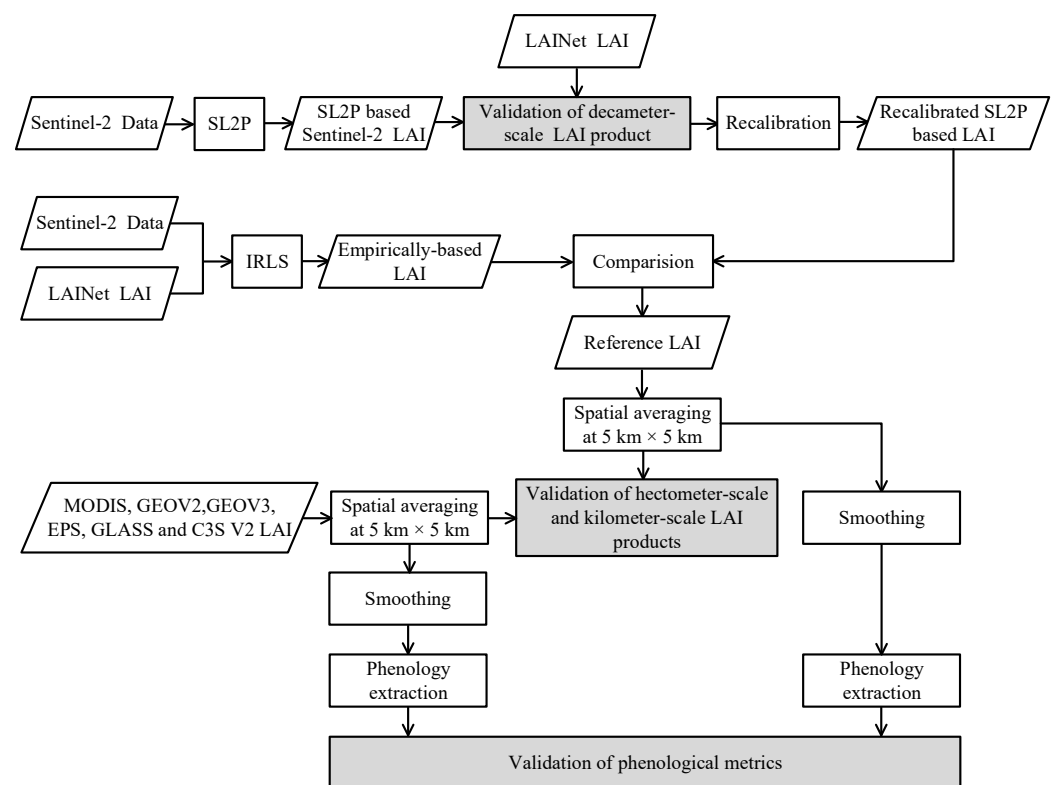 LAINet LAI
Sentinel-2 Data
SL2P
SL2P based
Sentinel-2 LAI
Validation of decameter-
scale LAI product
Recalibration
Recalibrated SL2P
based LAI
Sentinel-2 Data
LAINet LAI
IRLS
Empirically-based
LAI
Comparision
Reference LAI
Spatial averaging
at 5 km × 5 km
MODIS, GEOV2,GEOV3,
EPS, GLASS and C3S V2 LAI
Spatial averaging
at 5 km × 5 km
Validation of hectometer-scale
and kilometer-scale LAI
products
Smoothing
Smoothing
Phenology
extraction
Phenology
extraction
Validation of phenological metrics